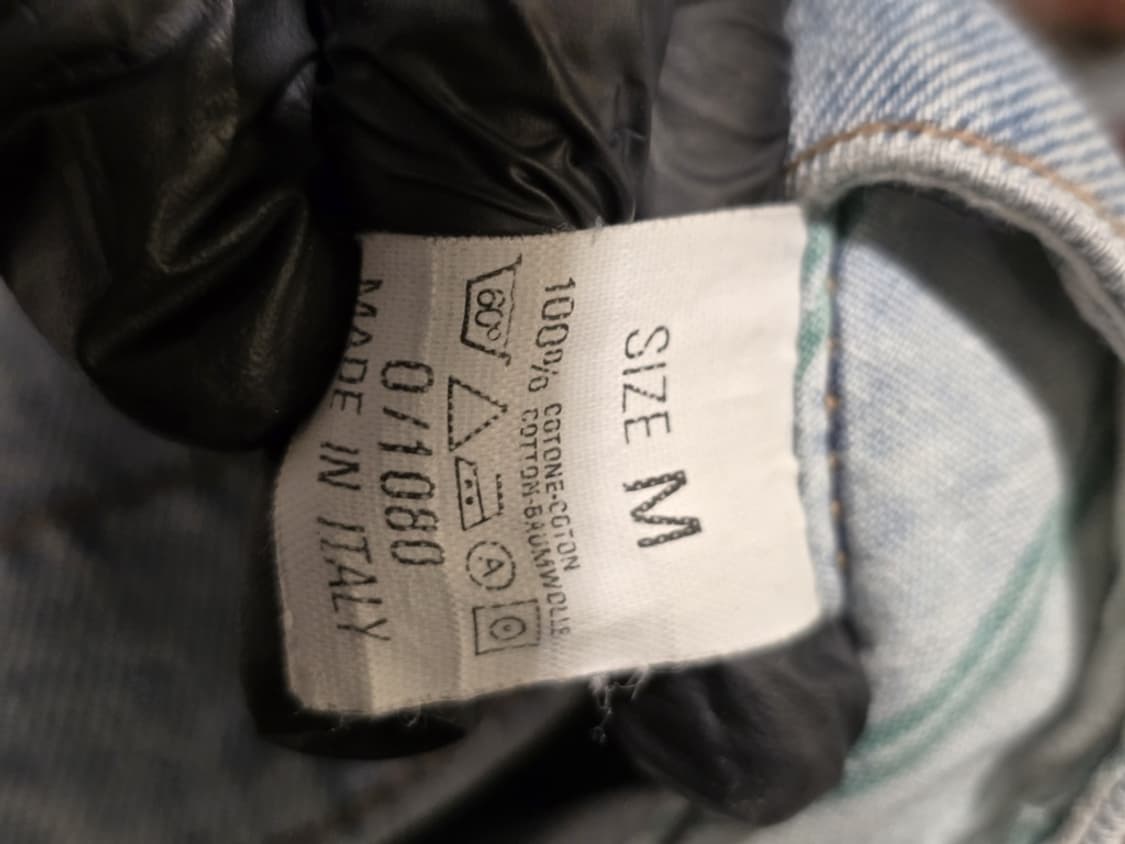 SIZE M
100% COTONE-COTON
COTTON-BAUMWOLLE
60°
A
0/1080
MADE IN ITALY